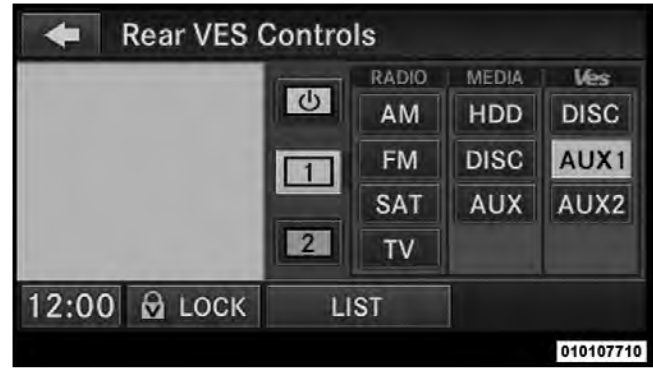 Rear VES Controls
RADIO MEDIA Ves
AM HDD DISC
1 FM DISC AUX1
SAT AUX AUX2
2 TV
12:00 LOCK LIST
010107710